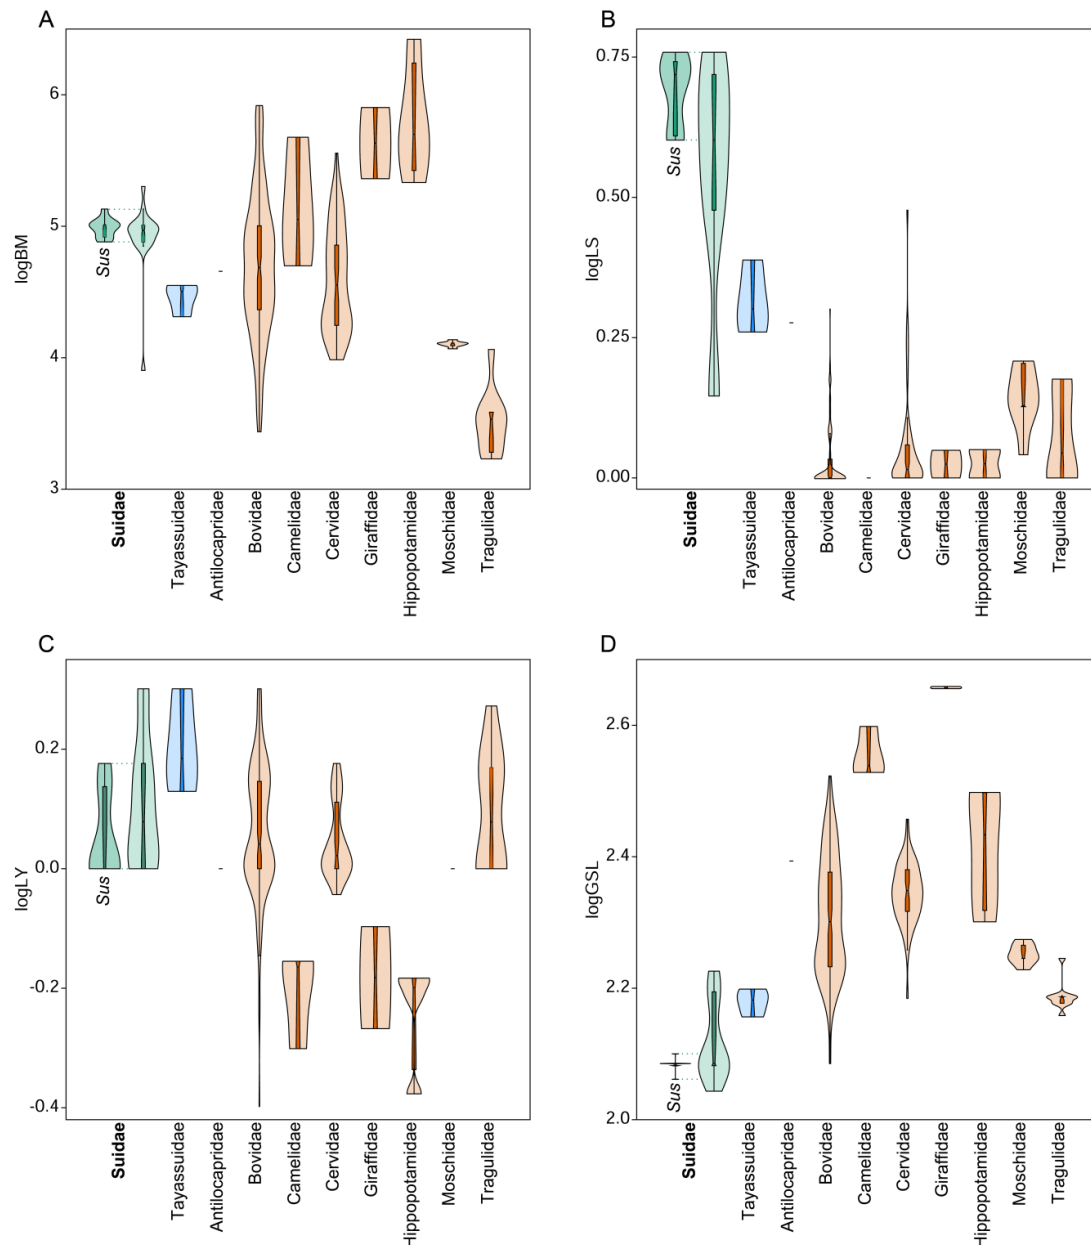 A
logBM
6
5
4
3
Sus
Suidae
Tayassuidae
Antilocapridae
Bovidae
Camelidae
Cervidae
Giraffidae
Hippopotamidae
Moschidae
Tragulidae
B
logLS
0.75
0.50
0.25
0.00
Sus
Suidae
Tayassuidae
Antilocapridae
Bovidae
Camelidae
Cervidae
Giraffidae
Hippopotamidae
Moschidae
Tragulidae
C
logLY
0.2
0.0
-0.2
-0.4
Sus
Suidae
Tayassuidae
Antilocapridae
Bovidae
Camelidae
Cervidae
Giraffidae
Hippopotamidae
Moschidae
Tragulidae
D
logGSL
2.6
2.4
2.2
2.0
Sus
Suidae
Tayassuidae
Antilocapridae
Bovidae
Camelidae
Cervidae
Giraffidae
Hippopotamidae
Moschidae
Tragulidae